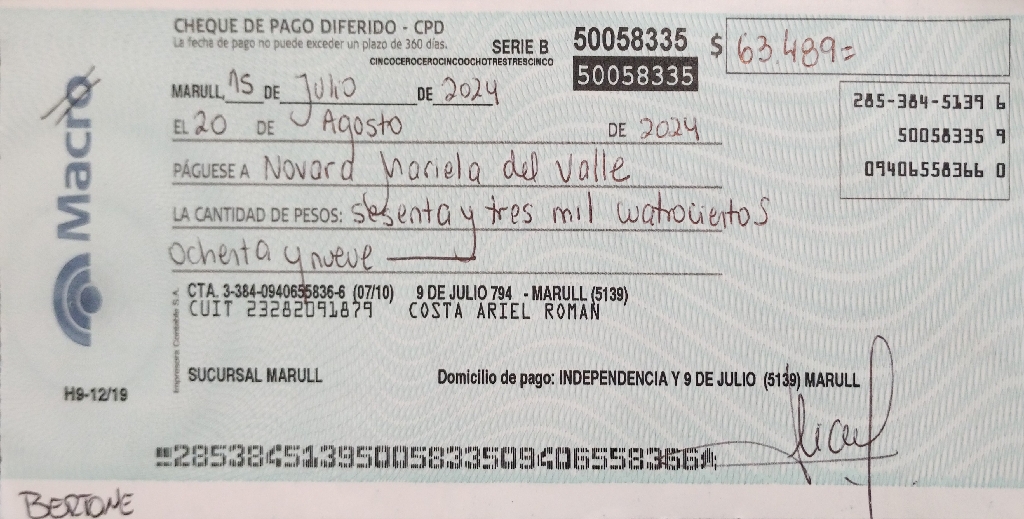 CHEQUE DE PAGO DIFERIDO - CPD
La fecha de pago no puede exceder un plazo de 360 días.
SERIE B 50058335 $ 63.489=
CINCOCEROCEROCINCOOCHOTRESTRESCINCO
50058335
MARULL, 15 DE Julio DE 2024
285-384-5139 6
EL 20 DE Agosto DE 2024
50058335 9
09406558366 0
PÁGUESE A Novara Mariela del Valle
LA CANTIDAD DE PESOS: sesenta y tres mil cuatrocientos
ochenta y nueve
CTA. 3-384-0940655836-6 (07/10) 9 DE JULIO 794 - MARULL (5139)
CUIT 23282091879 COSTA ARIEL ROMAN
SUCURSAL MARULL
Domicilio de pago: INDEPENDENCIA Y 9 DE JULIO (5139) MARULL
Macro
H9-12/19
28538451395005833509406558366
BERTONE